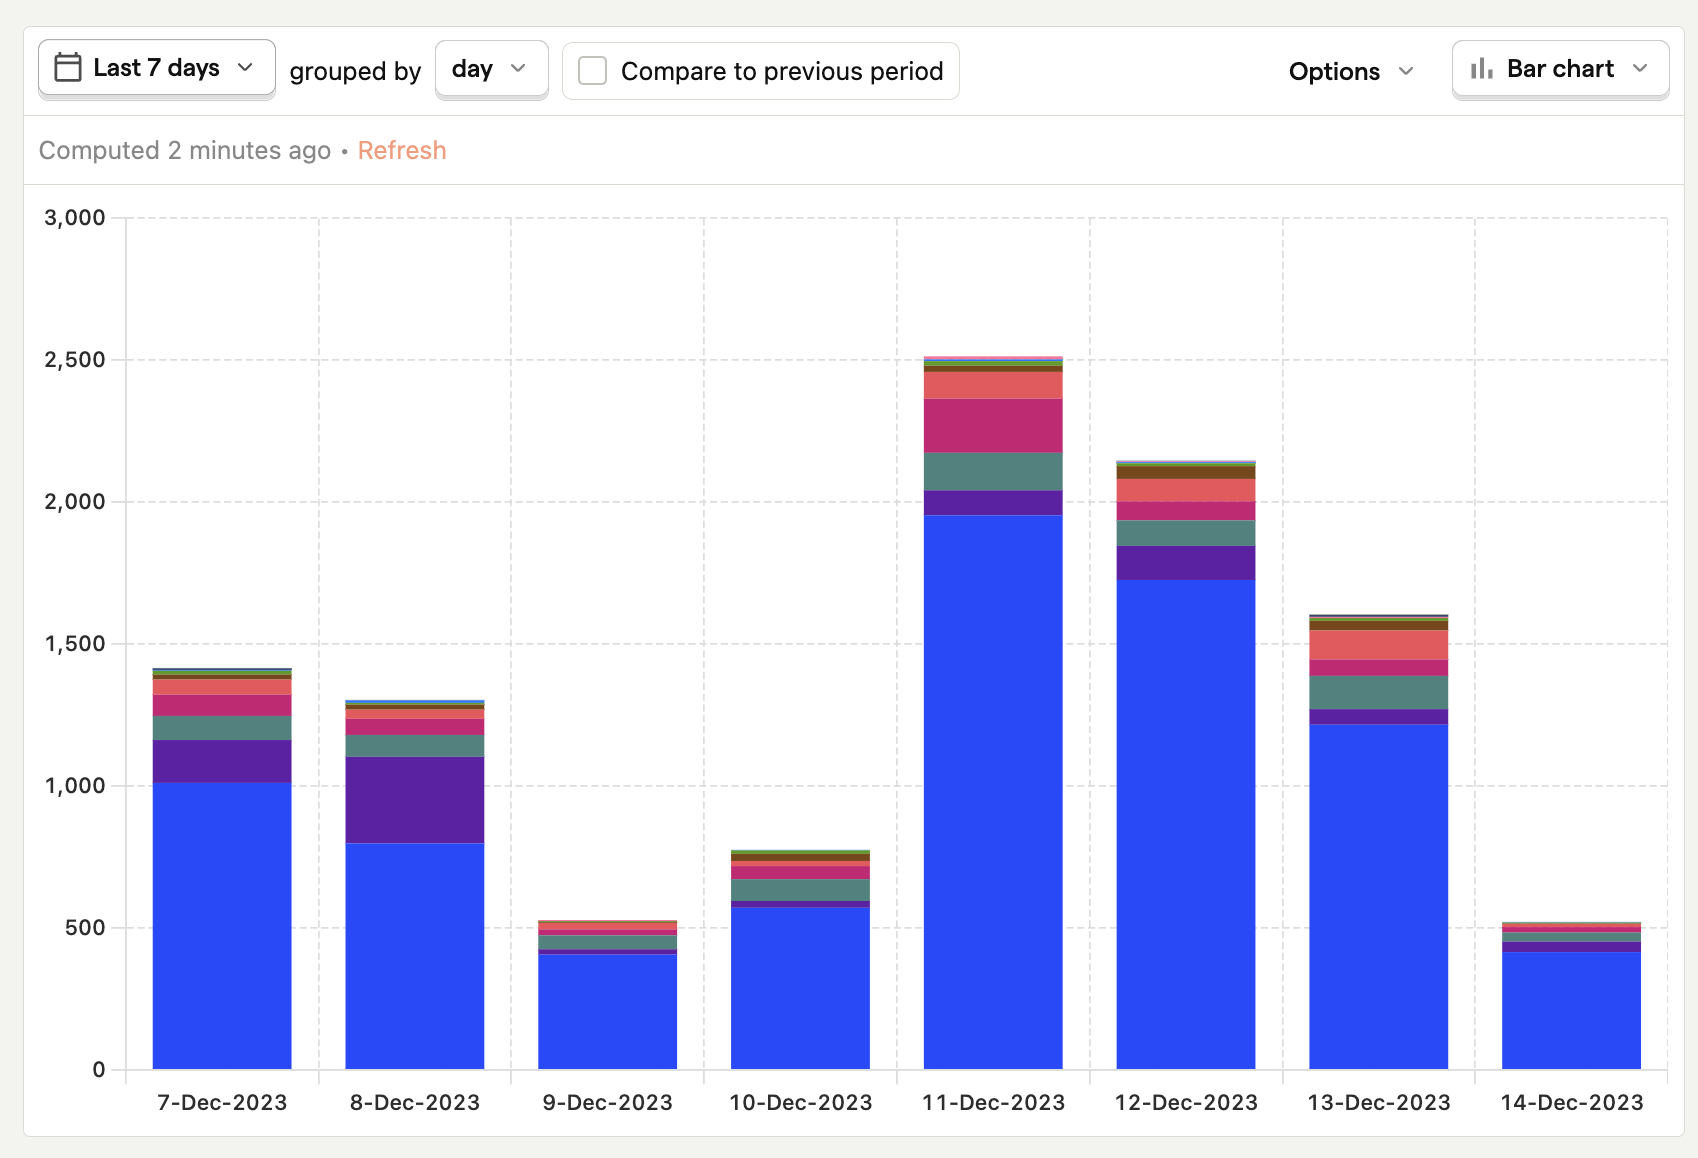 Last 7 days grouped by day Compare to previous period Options Bar chart
Computed 2 minutes ago • Refresh
3,000
2,500
2,000
1,500
1,000
500
0
7-Dec-2023 8-Dec-2023 9-Dec-2023 10-Dec-2023 11-Dec-2023 12-Dec-2023 13-Dec-2023 14-Dec-2023